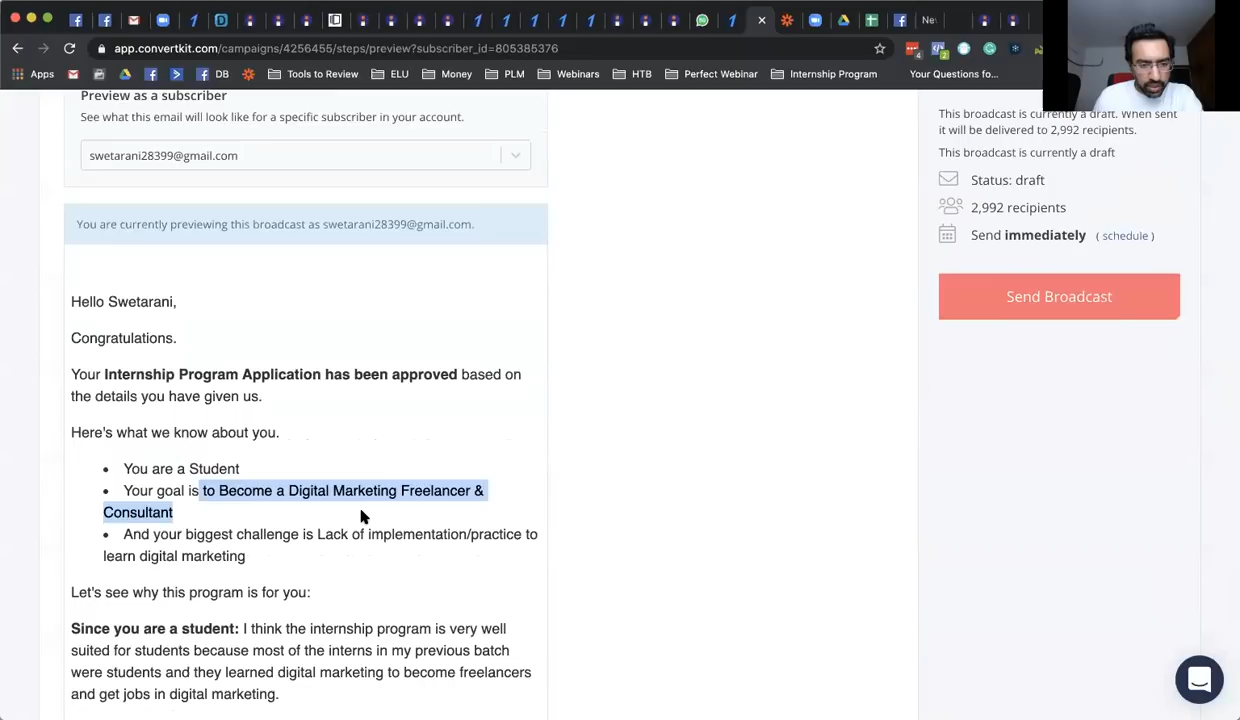 Nev
app.convertkit.com/campaigns/4256455/steps/preview?subscriber_id=805385376
4
2
Apps
DB
Tools to Review
ELU
Money
PLM
Webinars
HTB
Perfect Webinar
Internship Program
Your Questions fo...
Preview as a subscriber
See what this email will look like for a specific subscriber in your account.
swetarani28399@gmail.com
You are currently previewing this broadcast as swetarani28399@gmail.com.
Hello Swetarani,
Congratulations.
Your Internship Program Application has been approved based on
the details you have given us.
Here's what we know about you.
• You are a Student
• Your goal is to Become a Digital Marketing Freelancer &
Consultant
• And your biggest challenge is Lack of implementation/practice to
learn digital marketing
Let's see why this program is for you:
Since you are a student: I think the internship program is very well
suited for students because most of the interns in my previous batch
were students and they learned digital marketing to become freelancers
and get jobs in digital marketing.
This broadcast is currently a draft. When sent
it will be delivered to 2,992 recipients.
This broadcast is currently a draft
Status: draft
2,992 recipients
Send immediately ( schedule )
Send Broadcast